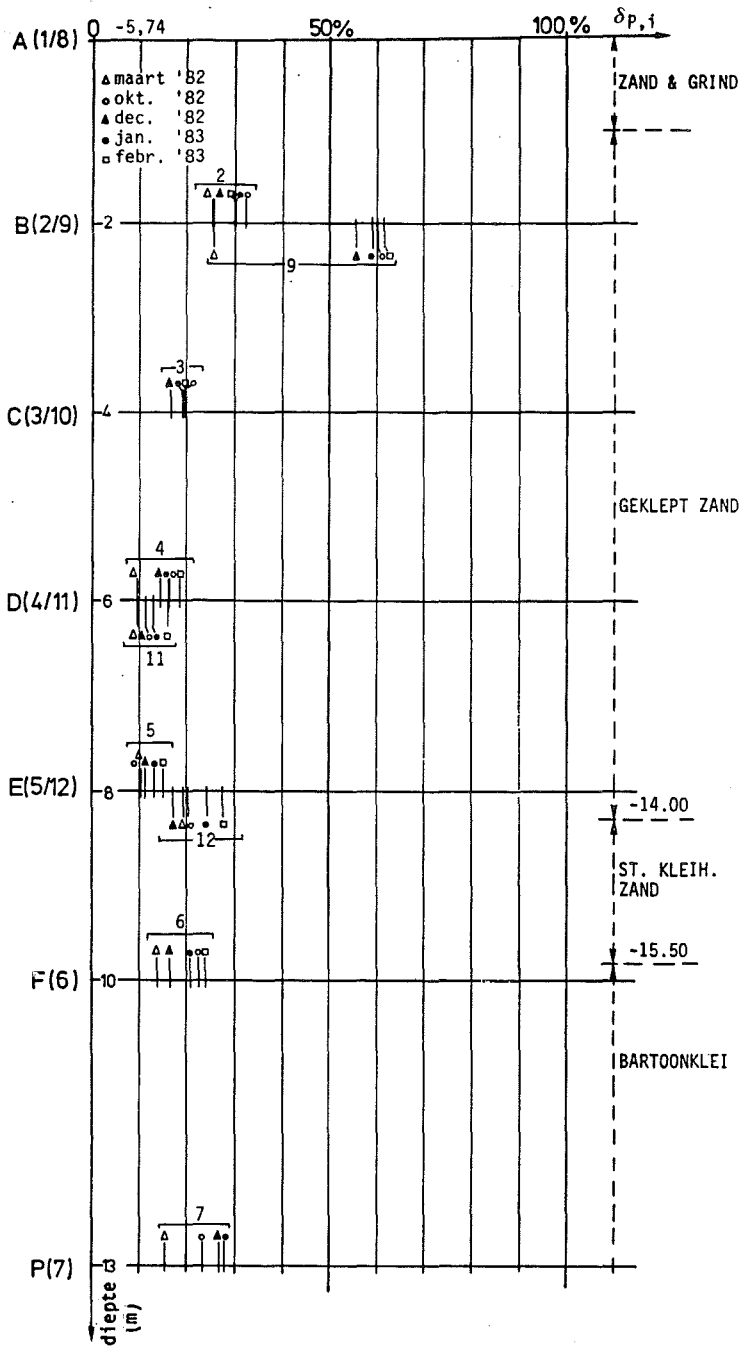 0 -5,74 50% 100% δP,i
A (1/8)
ZAND & GRIND
△ maart '82
○ okt. '82
▲ dec. '82
● jan. '83
□ febr. '83
2
B(2/9) -2
9
3
C(3/10) -4
GEKLEPT ZAND
4
D(4/11) -6
11
5
E(5/12) -8
-14.00
12
ST. KLEIH.
ZAND
6
-15.50
F(6) -10
BARTOONKLEI
7
P(7) -13
diepte
(m)